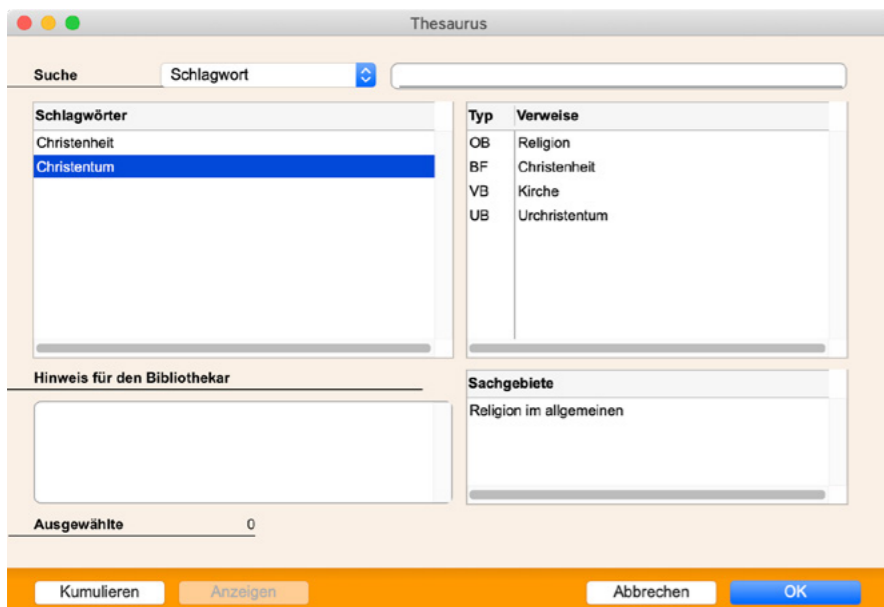 Thesaurus
Suche Schlagwort
Schlagwörter
Christenheit
Christentum
Typ Verweise
OB Religion
BF Christenheit
VB Kirche
UB Urchristentum
Hinweis für den Bibliothekar
Sachgebiete
Religion im allgemeinen
Ausgewählte 0
Kumulieren Anzeigen Abbrechen OK